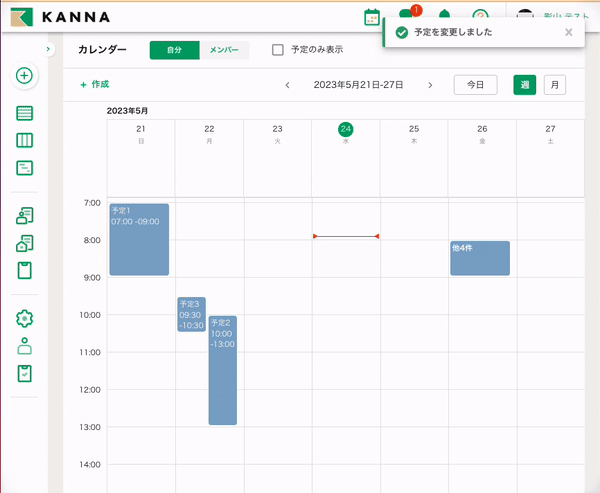 KANNA
1
影山 テスト
予定を変更しました
カレンダー
自分
メンバー
予定のみ表示
+ 作成
2023年5月21日-27日
今日
週
月
2023年5月
21
22
23
24
25
26
27
日
月
火
水
木
金
土
7:00
8:00
9:00
10:00
11:00
12:00
13:00
14:00
予定1
07:00 -09:00
他4件
予定3
09:30
-10:30
予定2
10:00
-13:00